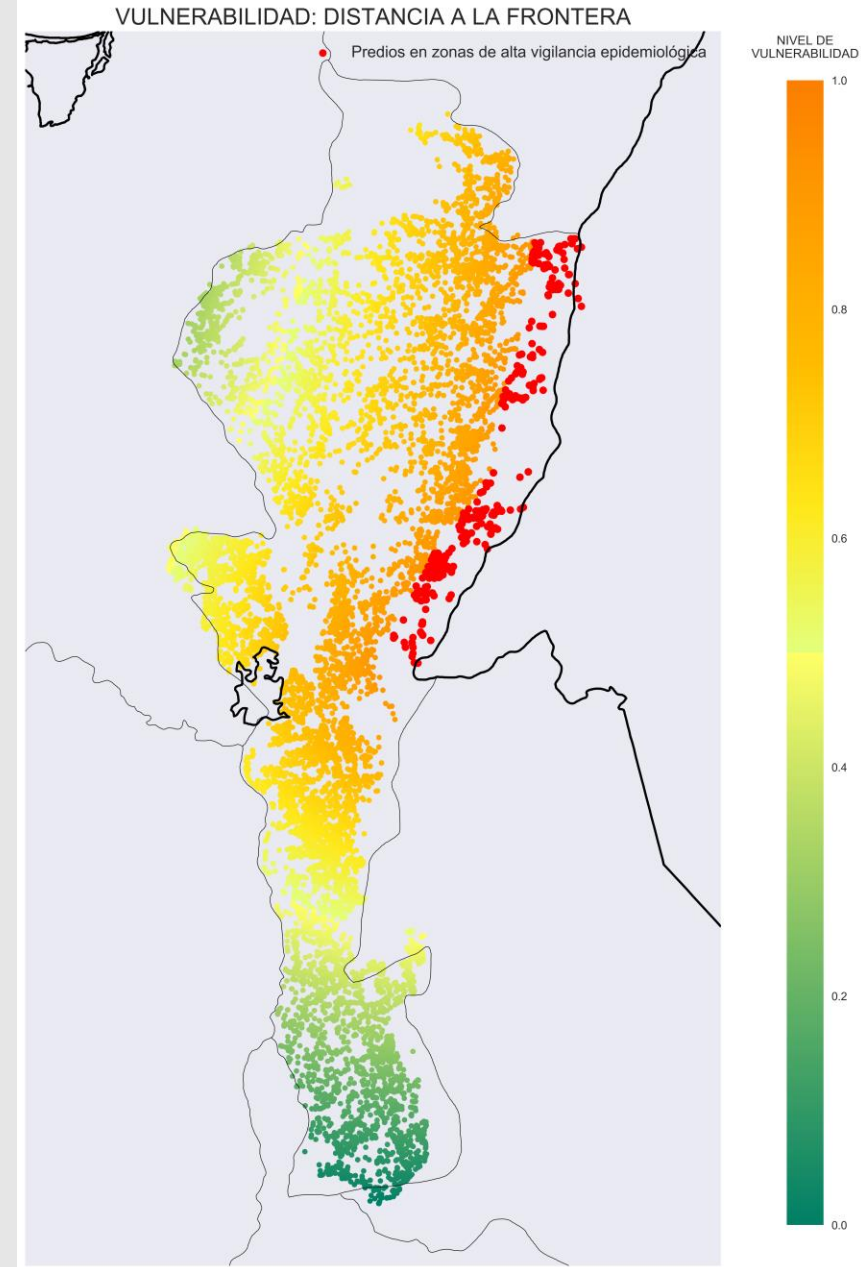 VULNERABILIDAD: DISTANCIA A LA FRONTERA
Predios en zonas de alta vigilancia epidemiológica
NIVEL DE
VULNERABILIDAD
1.0
0.8
0.6
0.4
0.2
0.0